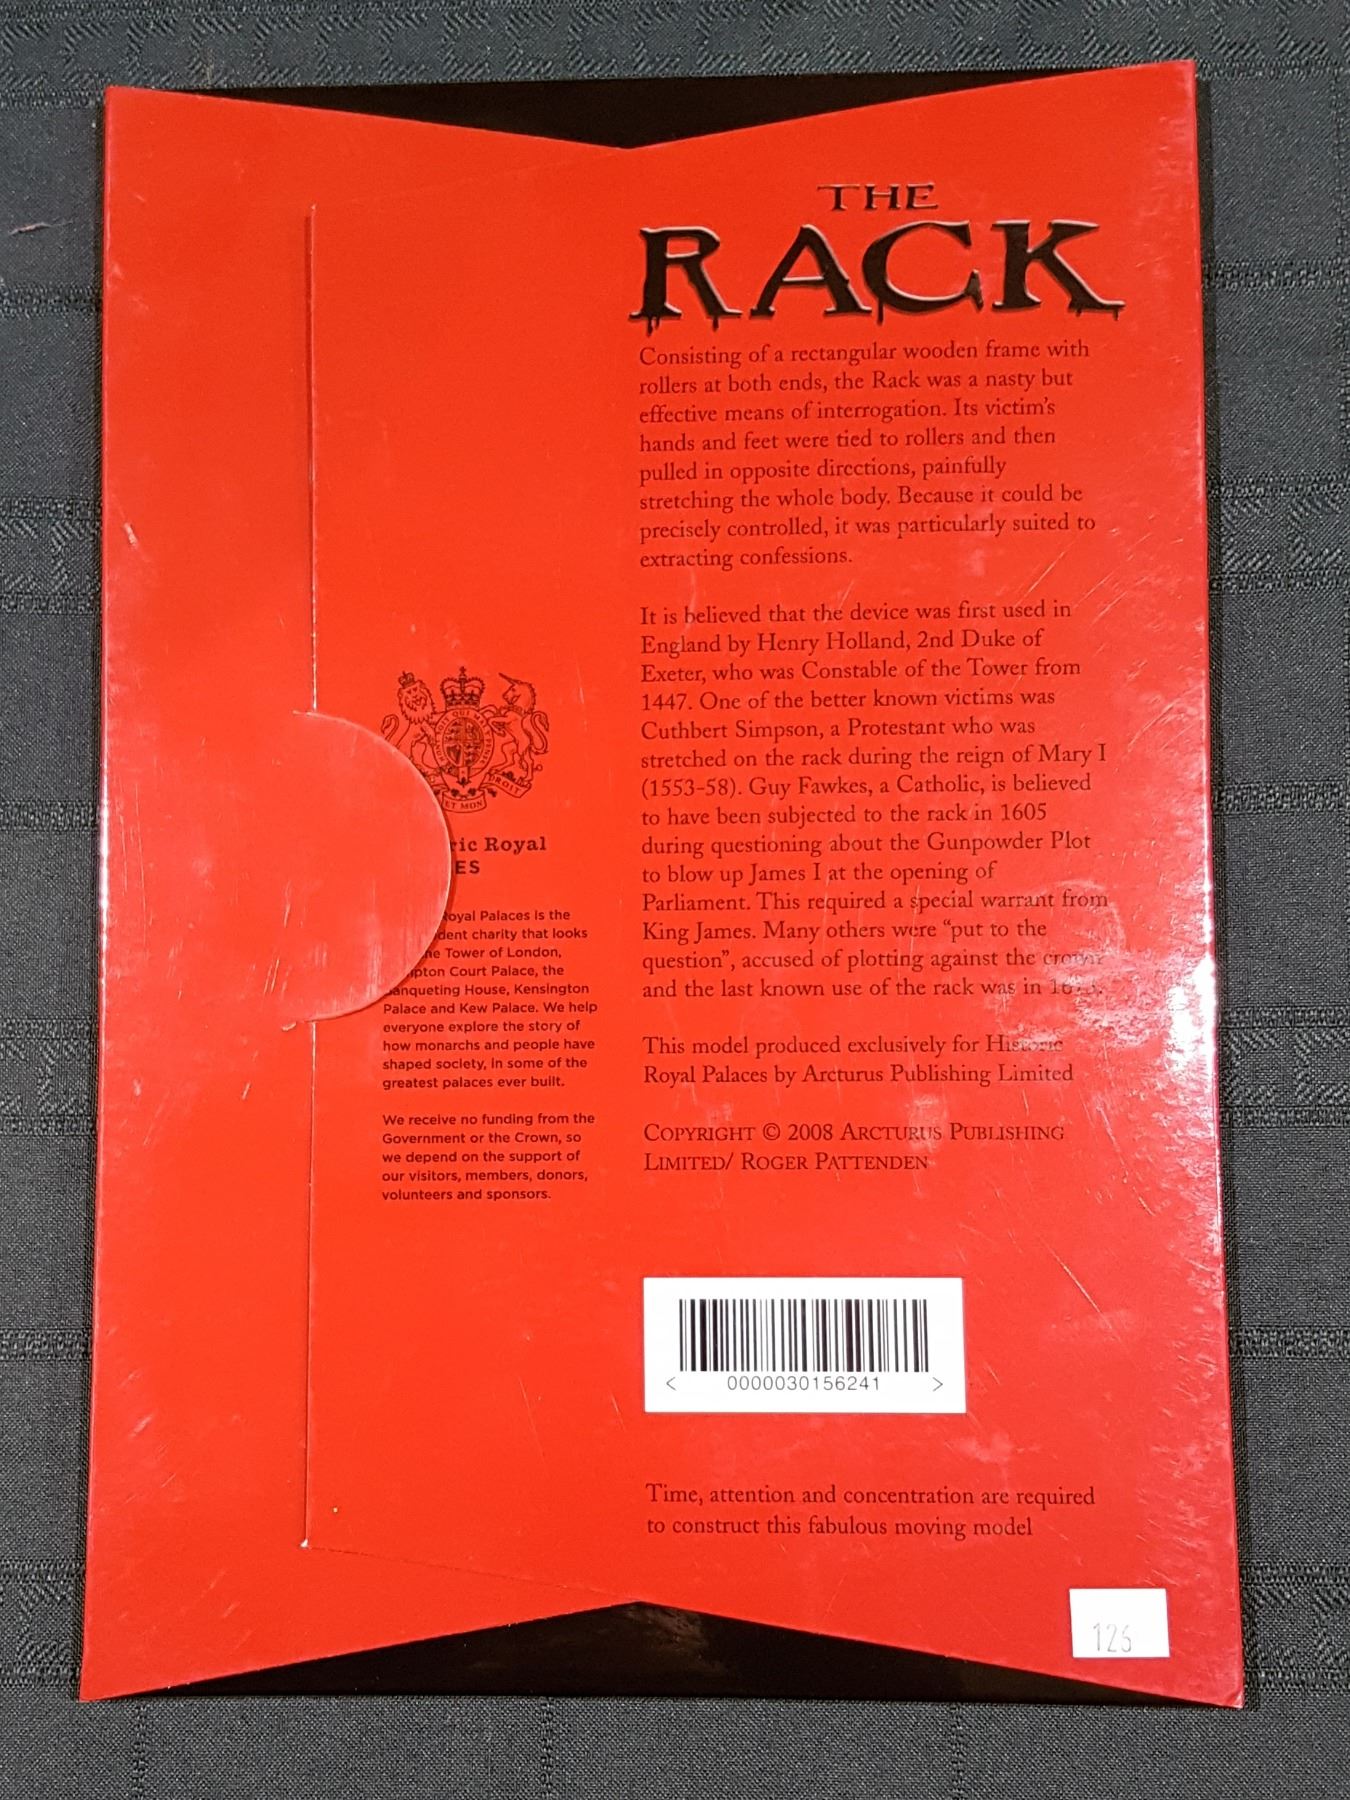 THE
RACK
Consisting of a rectangular wooden frame with
rollers at both ends, the Rack was a nasty but
effective means of interrogation. Its victim's
hands and feet were tied to rollers and then
pulled in opposite directions, painfully
stretching the whole body. Because it could be
precisely controlled, it was particularly suited to
extracting confessions.
It is believed that the device was first used in
England by Henry Holland, 2nd Duke of
Exeter, who was Constable of the Tower from
1447. One of the better known victims was
Cuthbert Simpson, a Protestant who was
stretched on the rack during the reign of Mary I
(1553-58). Guy Fawkes, a Catholic, is believed
to have been subjected to the rack in 1605
during questioning about the Gunpowder Plot
to blow up James I at the opening of
Parliament. This required a special warrant from
King James. Many others were “put to the
question”, accused of plotting against the crown
and the last known use of the rack was in
This model produced exclusively for Historic
Royal Palaces by Arcturus Publishing Limited
COPYRIGHT © 2008 ARCTURUS PUBLISHING
LIMITED/ ROGER PATTENDEN
ric Royal
ES
oyal Palaces is the
dent charity that looks
ne Tower of London,
pton Court Palace, the
anqueting House, Kensington
Palace and Kew Palace. We help
everyone explore the story of
how monarchs and people have
shaped society, in some of the
greatest palaces ever built.
We receive no funding from the
Government or the Crown, so
we depend on the support of
our visitors, members, donors,
volunteers and sponsors.
< 0000030156241 >
Time, attention and concentration are required
to construct this fabulous moving model
126